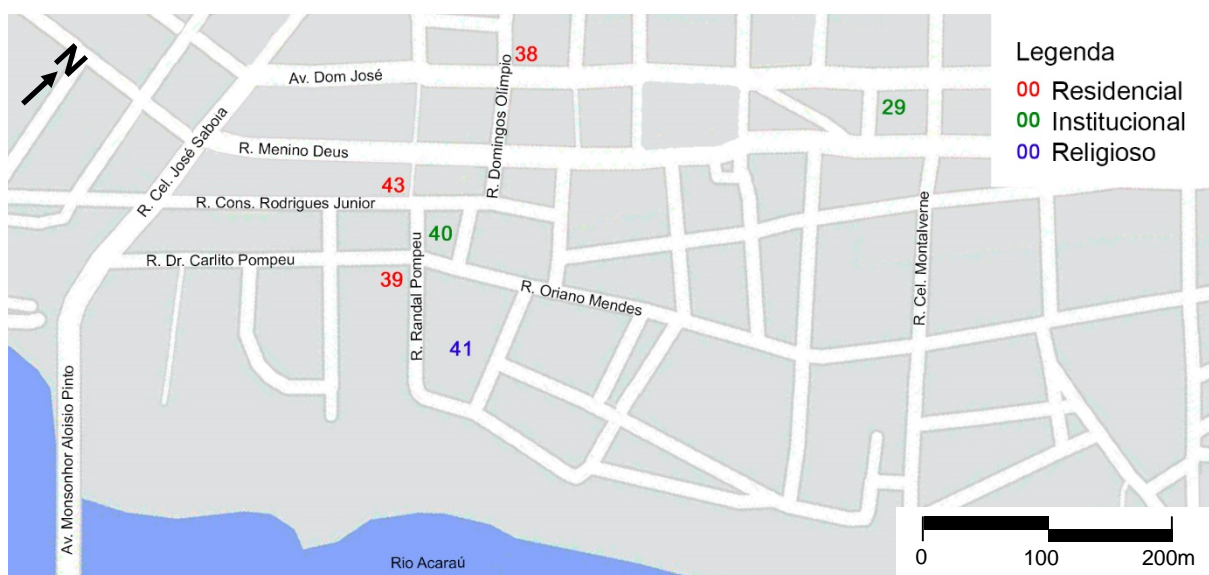 N
38
Av. Dom José
R. Domingos Olímpio
29
R. Cel. José Saboia
R. Menino Deus
43
R. Cons. Rodrigues Junior
40
R. Dr. Carlito Pompeu
39
R. Randal Pompeu
R. Oriano Mendes
R. Cel. Montalverne
41
Av. Monsonhor Aloisio Pinto
Rio Acaraú
Legenda
00 Residencial
00 Institucional
00 Religioso
0 100 200m